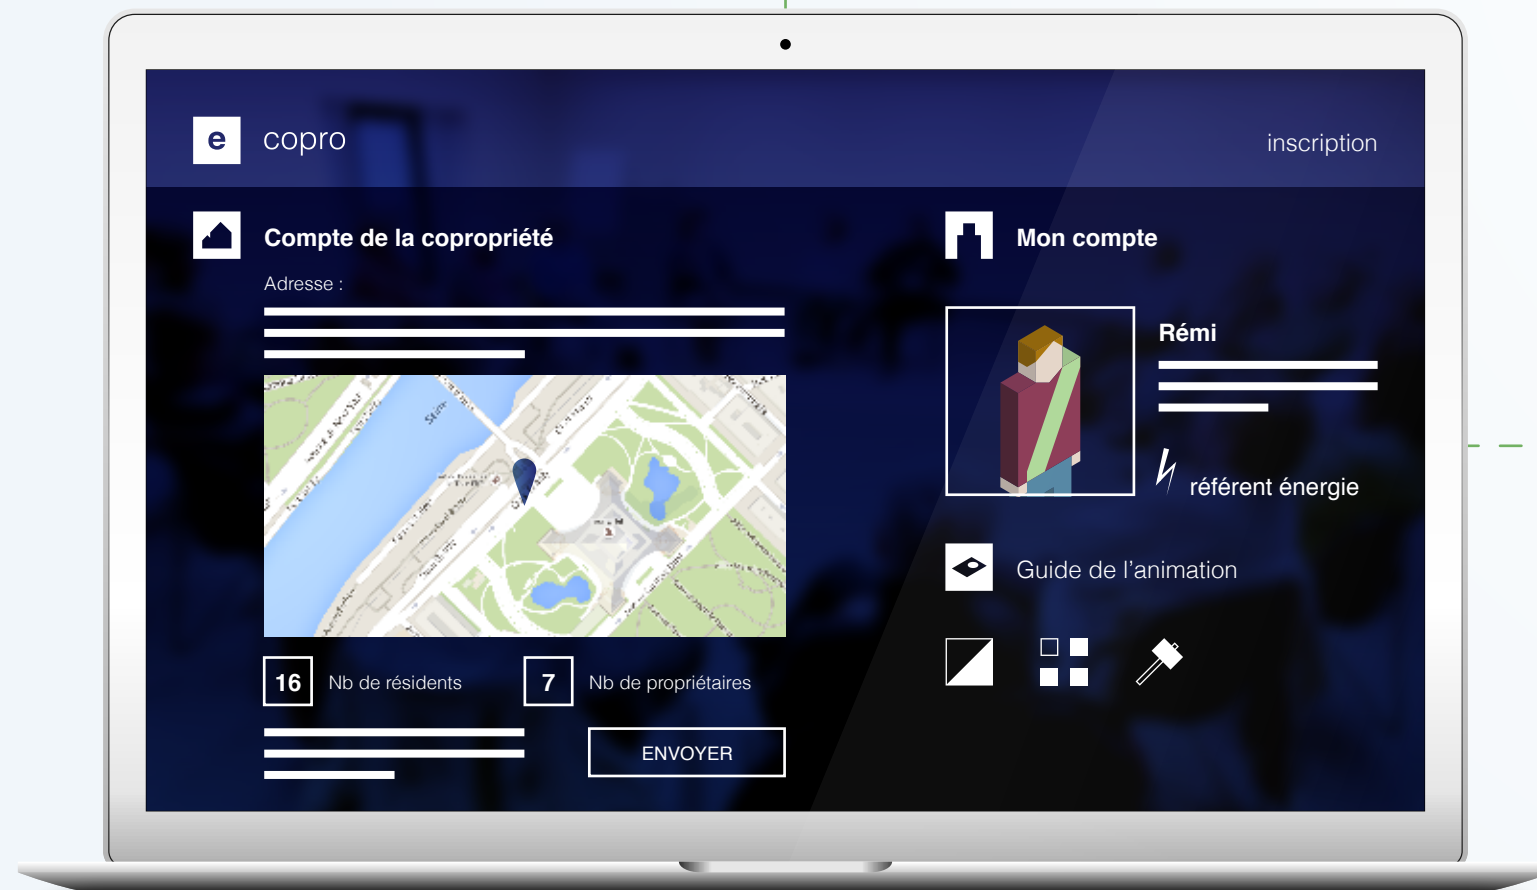 e copro
inscription
Compte de la copropriété
Adresse :
Seine
16 Nb de résidents
7 Nb de propriétaires
ENVOYER
Mon compte
Rémi
référent énergie
Guide de l'animation